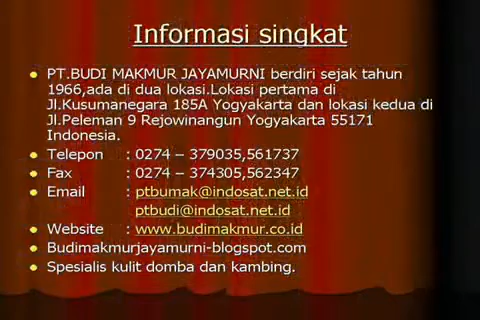 Informasi singkat
PT.BUDI MAKMUR JAYAMURNI berdiri sejak tahun
1966,ada di dua lokasi.Lokasi pertama di
Jl.Kusumanegara 185A Yogyakarta dan lokasi kedua di
Jl.Peleman 9 Rejowinangun Yogyakarta 55171
Indonesia.
Telepon : 0274 – 379035,561737
Fax : 0274 – 374305,562347
Email : ptbumak@indosat.net.id
ptbudi@indosat.net.id
Website : www.budimakmur.co.id
Budimakmurjayamurni-blogspot.com
Spesialis kulit domba dan kambing.